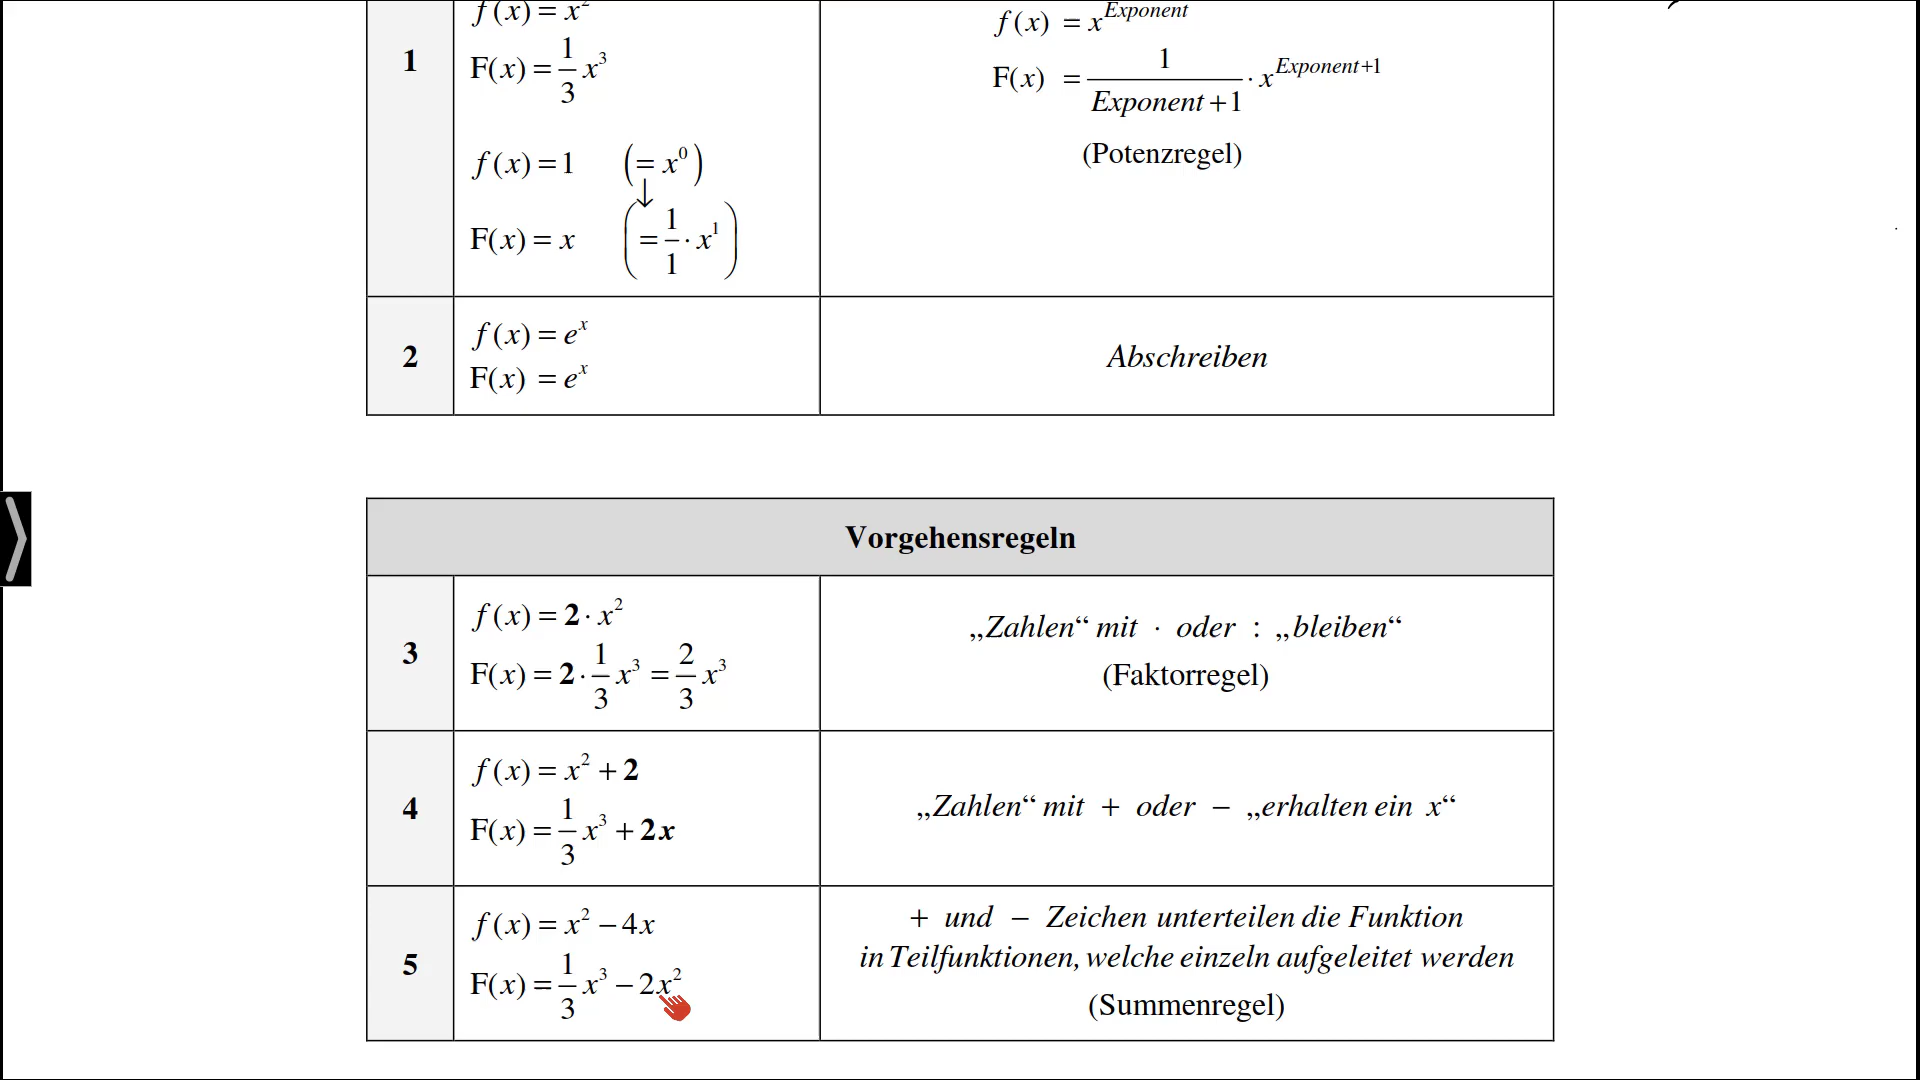 f(x) = x²
F(x) = 1/3 x³
f(x) = 1 (= x⁰)
↓
F(x) = x (= 1/1 · x¹)
1
f(x) = x^Exponent
F(x) = 1/(Exponent+1) · x^(Exponent+1)
(Potenzregel)
2
f(x) = eˣ
F(x) = eˣ
Abschreiben
Vorgehensregeln
3
f(x) = 2 · x²
F(x) = 2 · 1/3 x³ = 2/3 x³
„Zahlen“ mit · oder : „bleiben“
(Faktorregel)
4
f(x) = x² + 2
F(x) = 1/3 x³ + 2x
„Zahlen“ mit + oder − „erhalten ein x“
5
f(x) = x² − 4x
F(x) = 1/3 x³ − 2x²
+ und − Zeichen unterteilen die Funktion
in Teilfunktionen, welche einzeln aufgeleitet werden
(Summenregel)